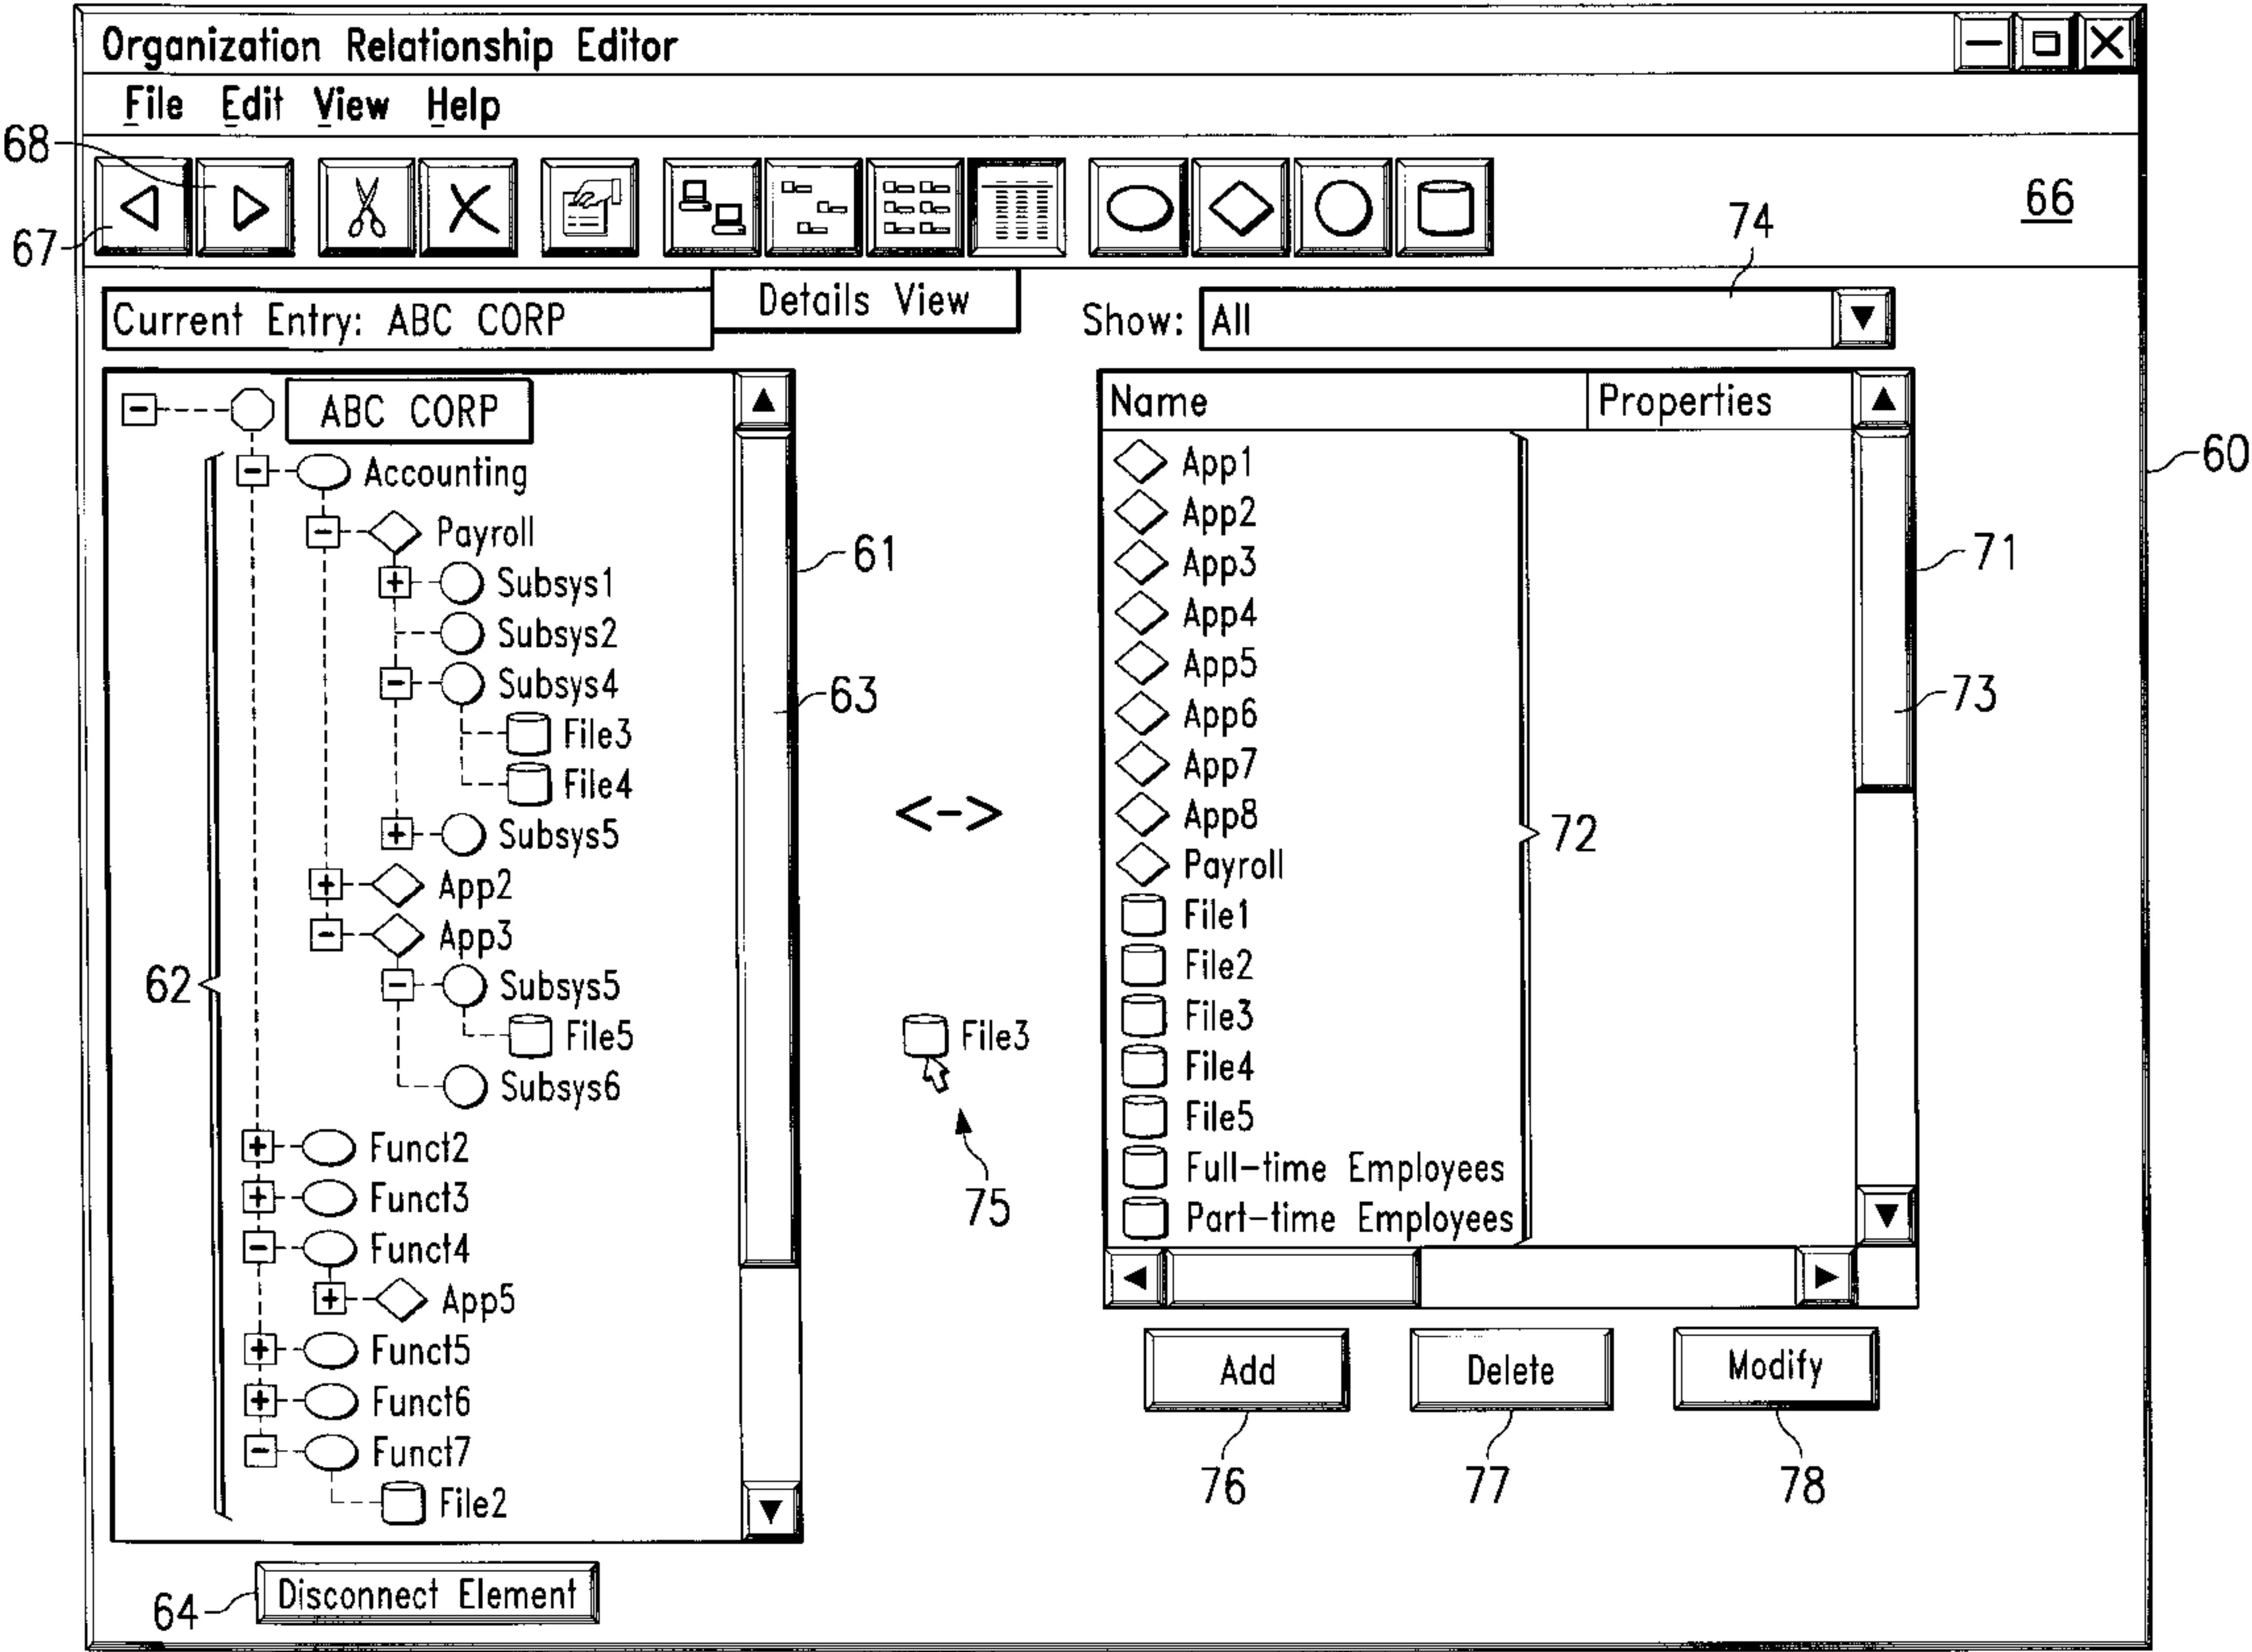 Organization Relationship Editor
File Edit View Help
68
67
66
74
Current Entry: ABC CORP
Details View
Show: All
ABC CORP
Accounting
Payroll
Subsys1
Subsys2
Subsys4
File3
File4
Subsys5
App2
App3
Subsys5
File5
Subsys6
Funct2
Funct3
Funct4
App5
Funct5
Funct6
Funct7
File2
62
61
63
Disconnect Element
64
<->
File3
75
Name Properties
App1
App2
App3
App4
App5
App6
App7
App8
Payroll
File1
File2
File3
File4
File5
Full-time Employees
Part-time Employees
72
60
71
73
Add Delete Modify
76 77 78